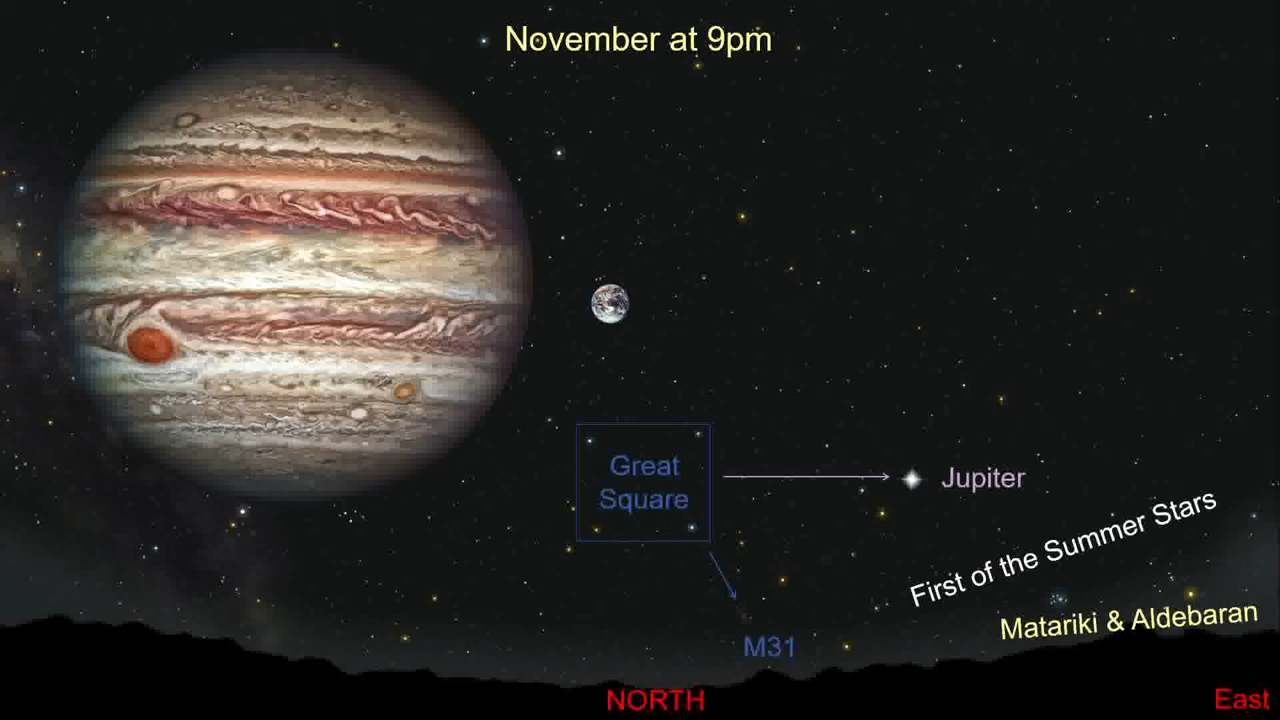 November at 9pm
Great
Square
Jupiter
First of the Summer Stars
Matariki & Aldebaran
M31
NORTH
East